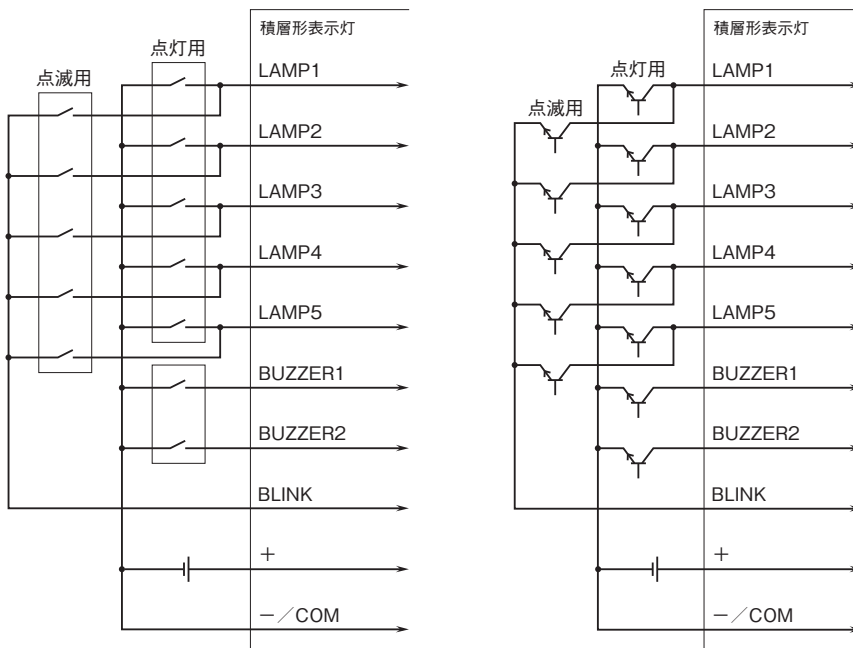 積層形表示灯
点灯用
点滅用
LAMP1
LAMP2
LAMP3
LAMP4
LAMP5
BUZZER1
BUZZER2
BLINK
+
−／COM
積層形表示灯
点灯用
点滅用
LAMP1
LAMP2
LAMP3
LAMP4
LAMP5
BUZZER1
BUZZER2
BLINK
+
−／COM